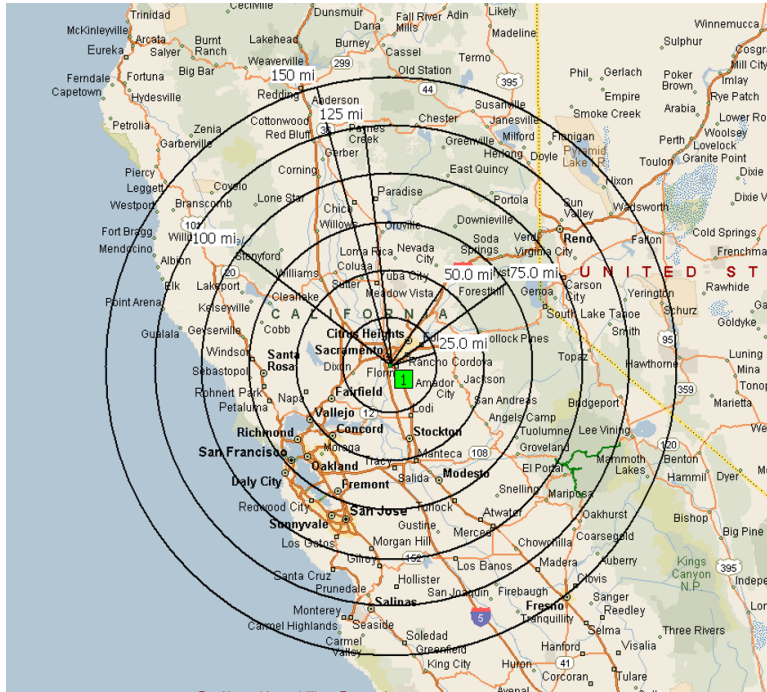 Trinidad
Ceciville
Dunsmuir
Fall River
Mills
Adin
Likely
McKinleyville
Arcata
Burnt
Ranch
Lakehead
Dana
Madeline
Winnemucca
Eureka
Salyer
Burney
Cassel
Sulphur
Cosgra
Ferndale
Fortuna
Big Bar
Weaverville
299
Old Station
Termo
Phil
Gerlach
Poker
Brown
Mill City
Imlay
Capetown
Hydesville
150 mi
Redding
44
395
Empire
Rye Patch
Anderson
Susanville
Smoke Creek
Arabia
Lower Ro
Petrolia
Zenia
Cottonwood
125 mi
Chester
Janesville
Woolsey
Garberville
Red Bluff
36
Paynes
Creek
Greenville
Milford
Flanigan
Perth
Lovelock
Gerber
Herlong
Doyle
Pyramid
Lake I.R.
Toulon
Granite Point
Piercy
Corning
East Quincy
Nixon
Dixie
Leggett
Covelo
Paradise
Portola
Sun
Valley
Wadsworth
Dixie V
Westport
Branscomb
Lone Star
Chico
Downieville
Fort Bragg
101
Willows
Oroville
Soda
Springs
Verdi
Reno
Fallon
Cold Springs
Mendocino
100 mi
Stonyford
Loma Rica
Nevada
City
Virginia City
Frenchma
Albion
20
Williams
Colusa
Yuba City
50.0 mi
75.0 mi
Carson
City
UNITED ST
Elk
Lakeport
Sutter
Meadow Vista
Foresthill
Genoa
Yerington
Rawhide
Point Arena
Kelseyville
Clearlake
CALIFORNIA
South Lake Tahoe
Schurz
Gualala
Geyserville
Cobb
Citrus Heights
Smith
Goldyke
Windsor
Sacramento
25.0 mi
ollock Pines
95
Sebastopol
Santa
Rosa
Dixon
Florin
Rancho Cordova
Topaz
Hawthorne
Luning
Mina
Rohnert Park
Napa
Fairfield
1
Amador
City
Jackson
359
Tonop
Petaluma
Vallejo
12
Lodi
San Andreas
Bridgeport
Marietta
Richmond
Concord
Stockton
Angels Camp
San Francisco
Moraga
Tuolumne
Lee Vining
120
Oakland
Tracy
Manteca
108
Groveland
Mammoth
Lakes
Benton
Daly City
Fremont
Salida
Modesto
El Portal
Hammil
Dyer
Redwood City
San Jose
Turlock
Snelling
Mariposa
Sunnyvale
Gustine
Atwater
Oakhurst
Bishop
Los Gatos
Morgan Hill
Merced
Chowchilla
Coarsegold
Big Pine
Gilroy
152
Los Banos
Madera
Auberry
Kings
Canyon
N.P.
395
Santa Cruz
Hollister
Clovis
Indepe
Prunedale
San Joaquin
Firebaugh
Sanger
Salinas
Fresno
Reedley
Monterey
5
Tranquillity
Lon
Carmel Highlands
Seaside
Selma
Three Rivers
Carmel
Valley
Soledad
Hanford
Visalia
Greenfield
41
King City
Huron
Tulare
Corcoran
Avenal